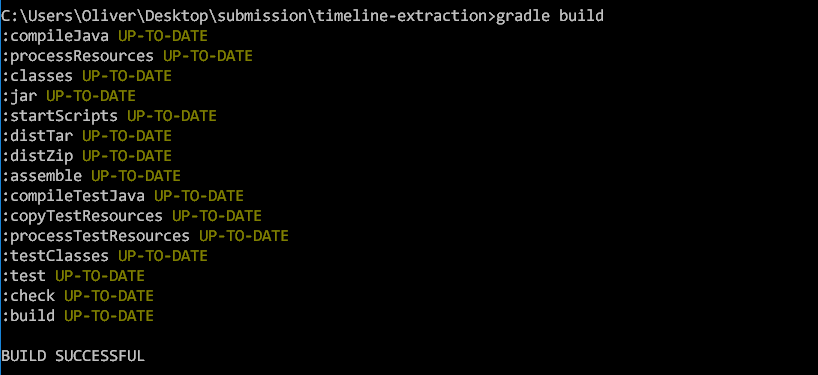 C:\Users\Oliver\Desktop\submission\timeline-extraction>gradle build
:compileJava UP-TO-DATE
:processResources UP-TO-DATE
:classes UP-TO-DATE
:jar UP-TO-DATE
:startScripts UP-TO-DATE
:distTar UP-TO-DATE
:distZip UP-TO-DATE
:assemble UP-TO-DATE
:compileTestJava UP-TO-DATE
:copyTestResources UP-TO-DATE
:processTestResources UP-TO-DATE
:testClasses UP-TO-DATE
:test UP-TO-DATE
:check UP-TO-DATE
:build UP-TO-DATE
BUILD SUCCESSFUL